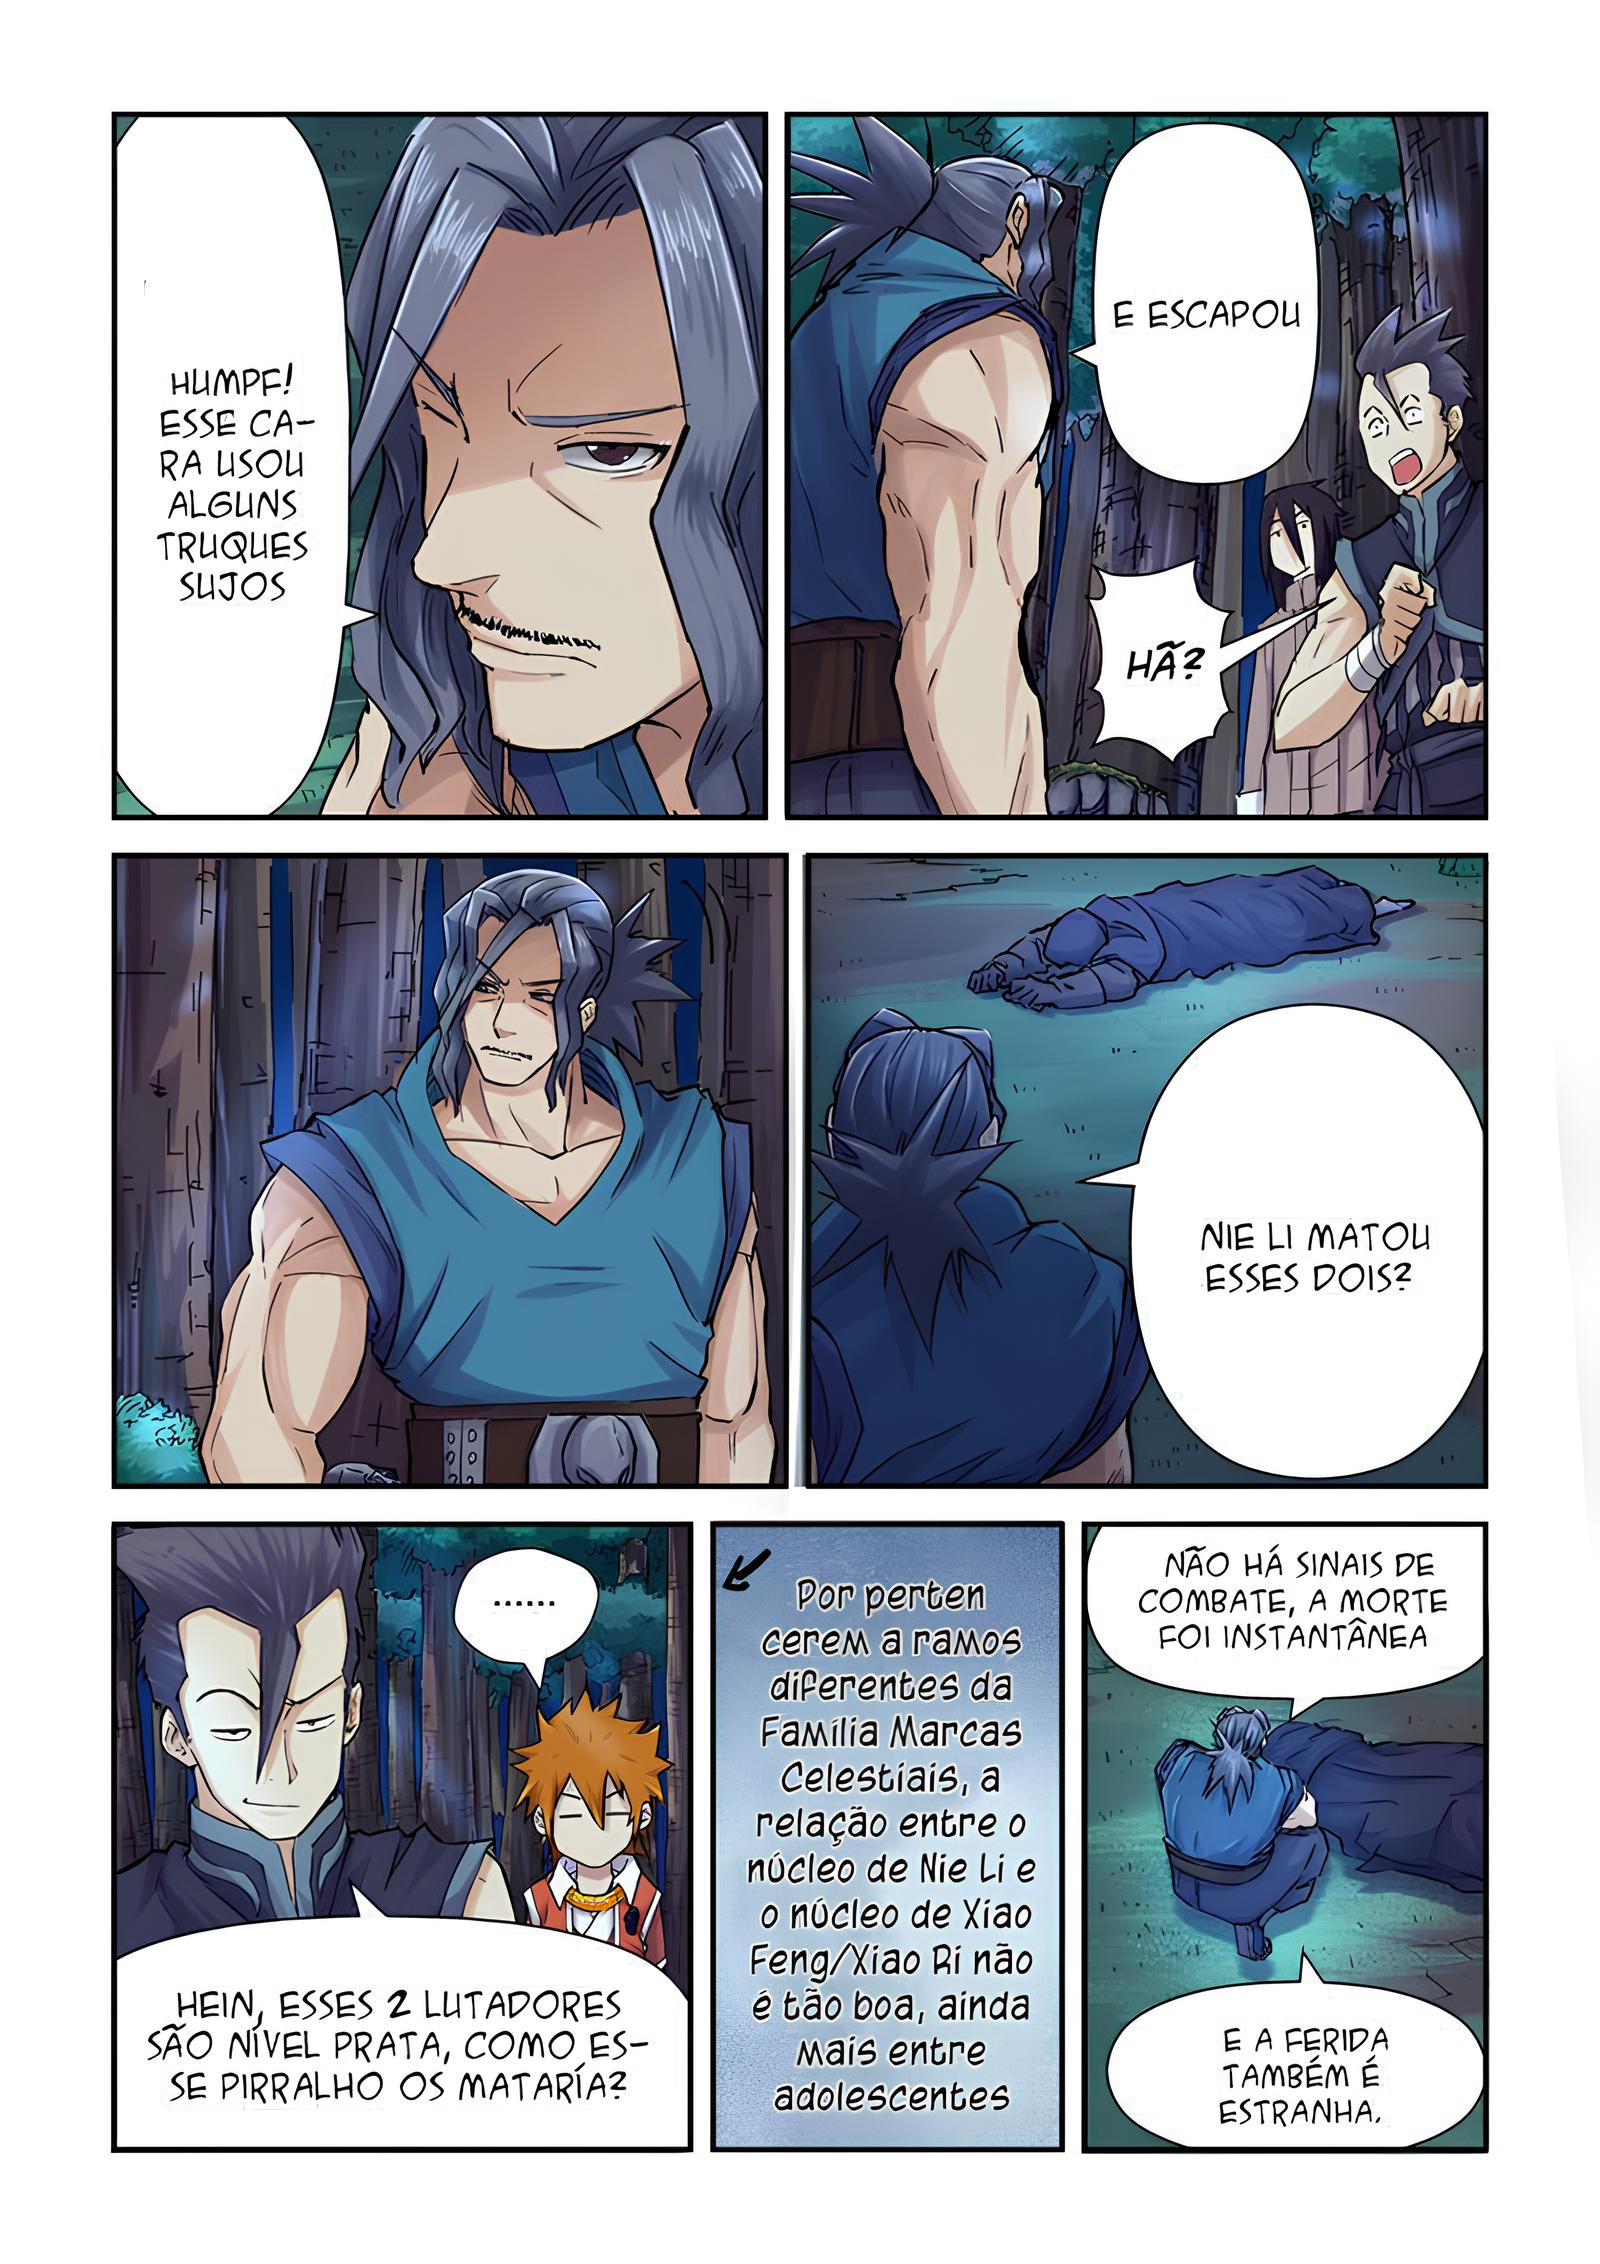 HUMPF!
ESSE CA-
RA USOU
ALGUNS
TRUQUES
SUJOS
E ESCAPOU
HÃ?
NIE LI MATOU
ESSES DOIS?
......
HEIN, ESSES 2 LUTADORES
SÃO NÍVEL PRATA, COMO ES-
SE PIRRALHO OS MATARÍA?
Por perten
cerem a ramos
diferentes da
Família Marcas
Celestiais, a
relação entre o
núcleo de Nie Li e
o núcleo de Xiao
Feng/Xiao Ri não
é tão boa, ainda
mais entre
adolescentes
NÃO HÁ SINAIS DE
COMBATE, A MORTE
FOI INSTANTÂNEA
E A FERIDA
TAMBÉM É
ESTRANHA.